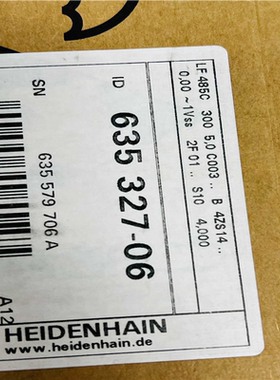 LF 485C 300 5,0 C003 .. B 4ZS14 ..
0,00 ~1Vss 2F 01 .. S10 4,000
ID 635 327-06
SN 635 579 706 A
A12
HEIDENHAIN
www.heidenhain.de